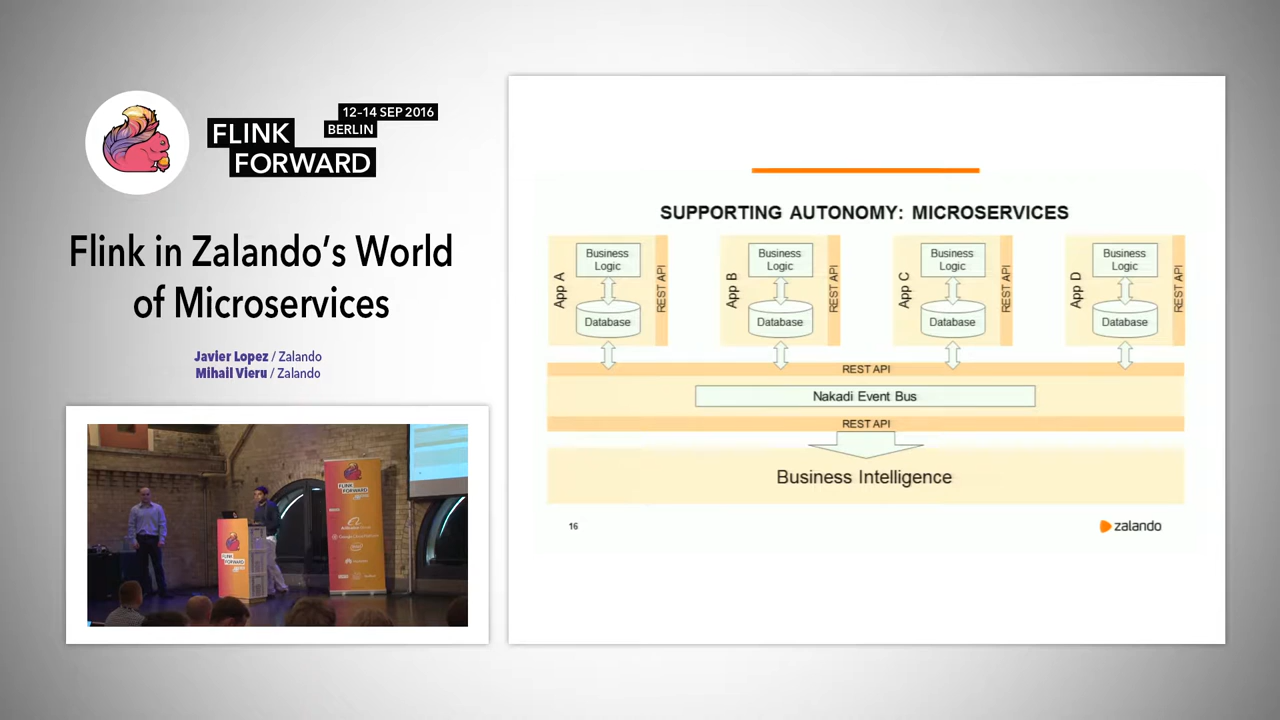 12–14 SEP 2016
BERLIN
FLINK
FORWARD
Flink in Zalando’s World
of Microservices
Javier Lopez / Zalando
Mihail Vieru / Zalando
FLINK
FORWARD
FLINK
FORWARD
SUPPORTING AUTONOMY: MICROSERVICES
App A
Business
Logic
Database
REST API
App B
Business
Logic
Database
REST API
App C
Business
Logic
Database
REST API
App D
Business
Logic
Database
REST API
REST API
Nakadi Event Bus
REST API
Business Intelligence
16
zalando